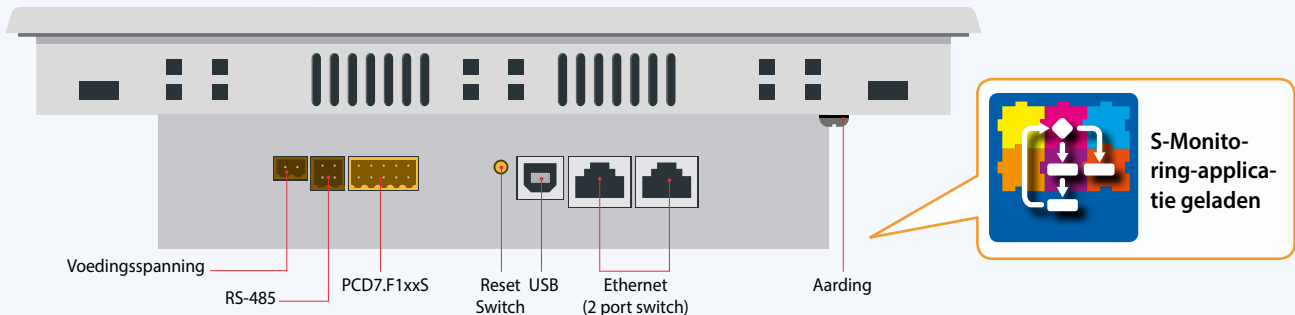 S-Monito-
ring-applica-
tie geladen
Voedingsspanning
RS-485
PCD7.F1xxS
Reset
Switch
USB
Ethernet
(2 port switch)
Aarding